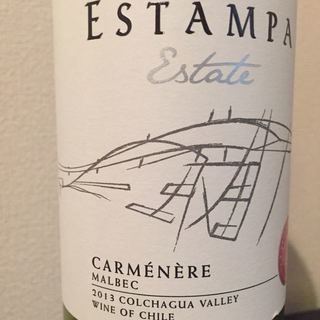 ESTAMPA
Estate
CARMÉNÈRE
MALBEC
2013 COLCHAGUA VALLEY
WINE OF CHILE